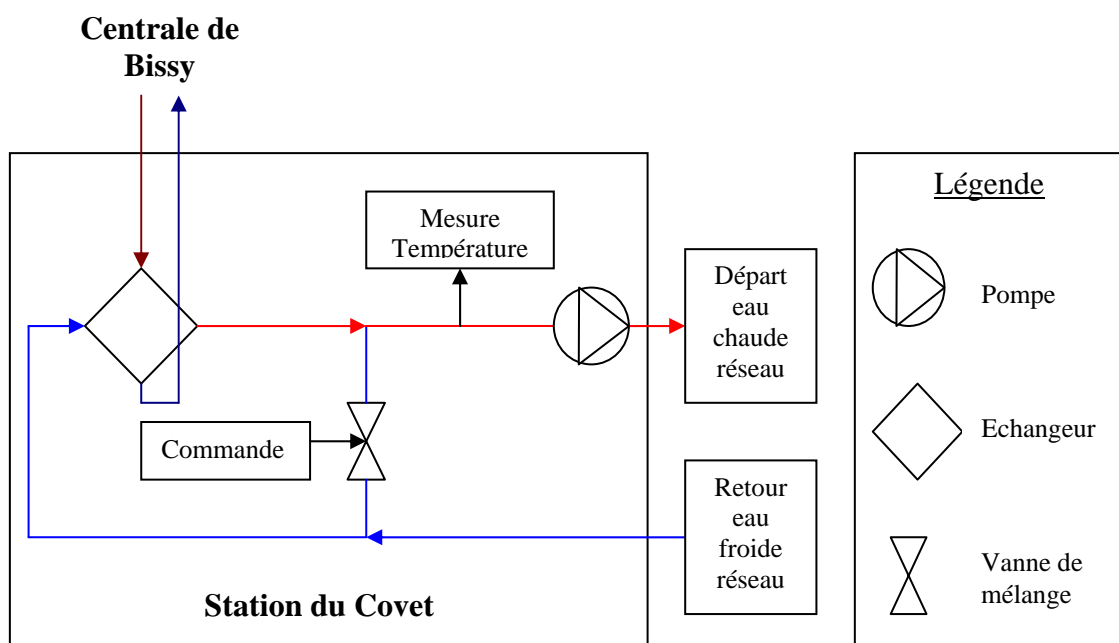 Centrale de
Bissy
Mesure
Température
Départ
eau
chaude
réseau
Commande
Retour
eau
froide
réseau
Station du Covet
Légende
Pompe
Echangeur
Vanne de
mélange